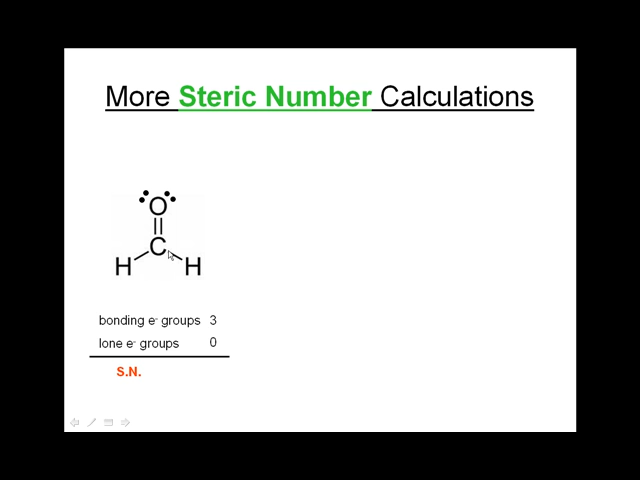 More Steric Number Calculations
O
C
H H
bonding e- groups 3
lone e- groups 0
S.N.